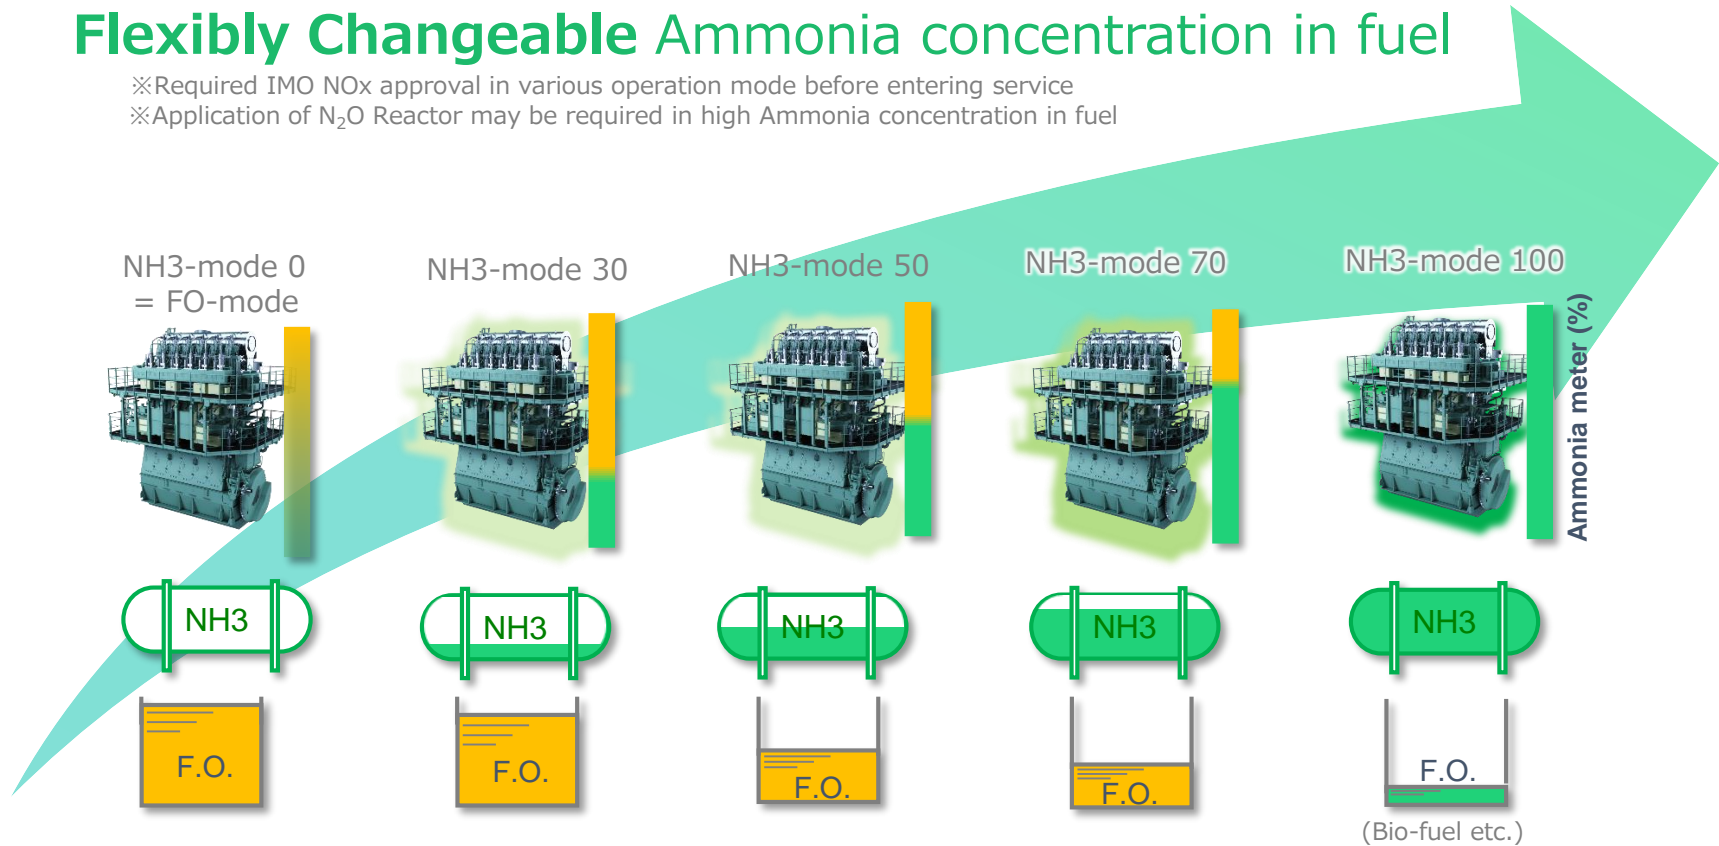 Flexibly Changeable Ammonia concentration in fuel
※Required IMO NOx approval in various operation mode before entering service
※Application of N₂O Reactor may be required in high Ammonia concentration in fuel
NH3-mode 0
= FO-mode
NH3-mode 30
NH3-mode 50
NH3-mode 70
NH3-mode 100
Ammonia meter (%)
NH3
NH3
NH3
NH3
NH3
F.O.
F.O.
F.O.
F.O.
F.O.
(Bio-fuel etc.)